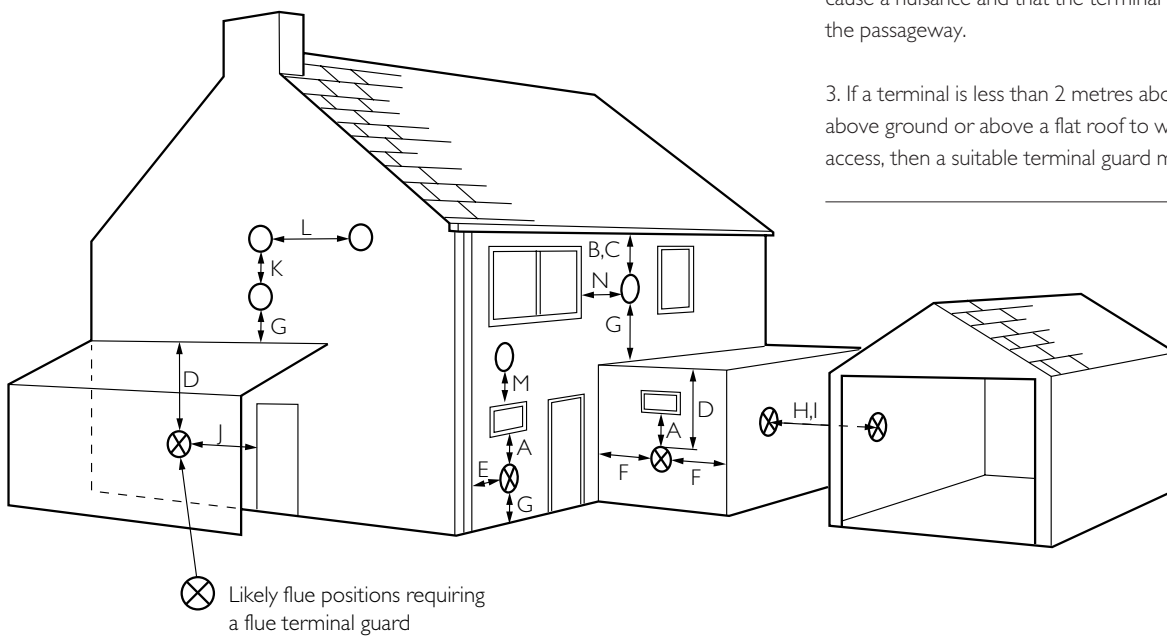 cause a nuisance and that the terminal
the passageway.
3. If a terminal is less than 2 metres abo
above ground or above a flat roof to w
access, then a suitable terminal guard m
L
K
G
D
J
B,C
N
G
M
A
E
G
D
A
F
F
H,I
Likely flue positions requiring
a flue terminal guard